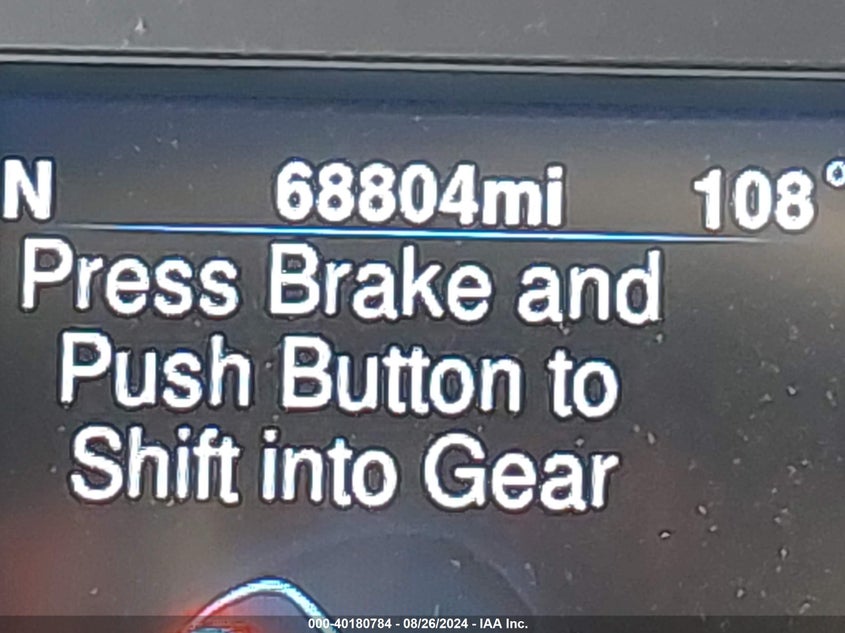 N 68804mi 108°
Press Brake and
Push Button to
Shift into Gear
000-40180784 - 08/26/2024 - IAA Inc.